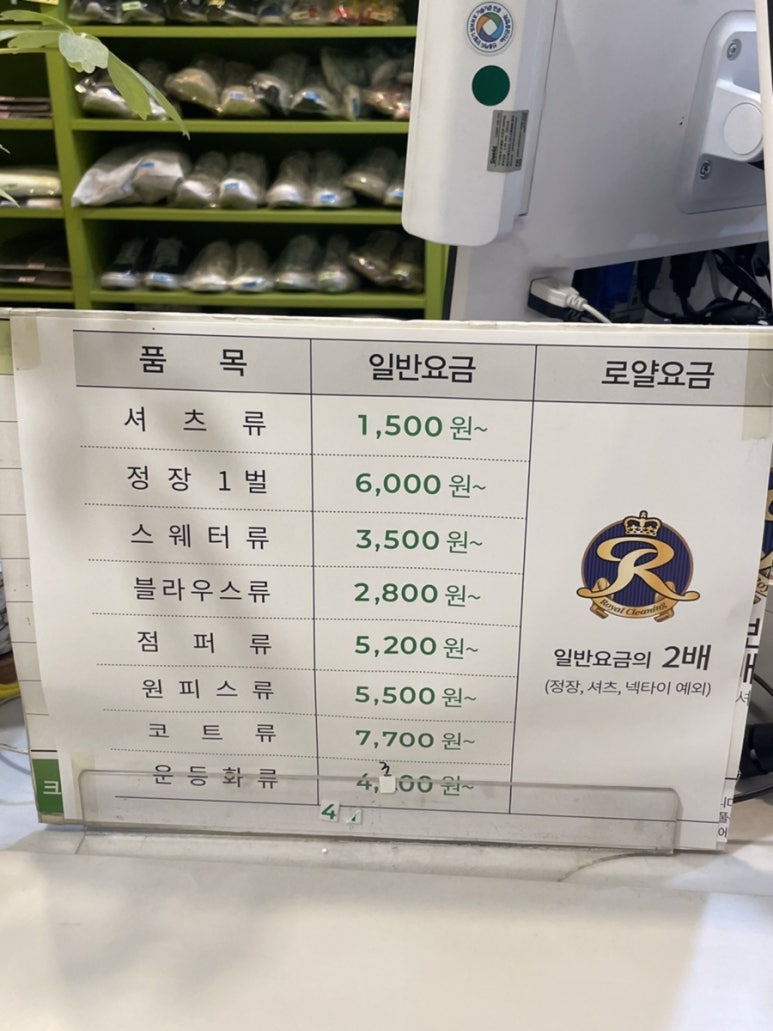 품 목 일반요금 로얄요금
셔 츠 류 1,500 원~
정 장 1 벌 6,000 원~
스 웨 터 류 3,500 원~
블라우스류 2,800 원~
점 퍼 류 5,200 원~
원 피 스 류 5,500 원~
코 트 류 7,700 원~
운 동 화 류
R
Royal Cleaning
일반요금의 2배
(정장, 셔츠, 넥타이 예외)